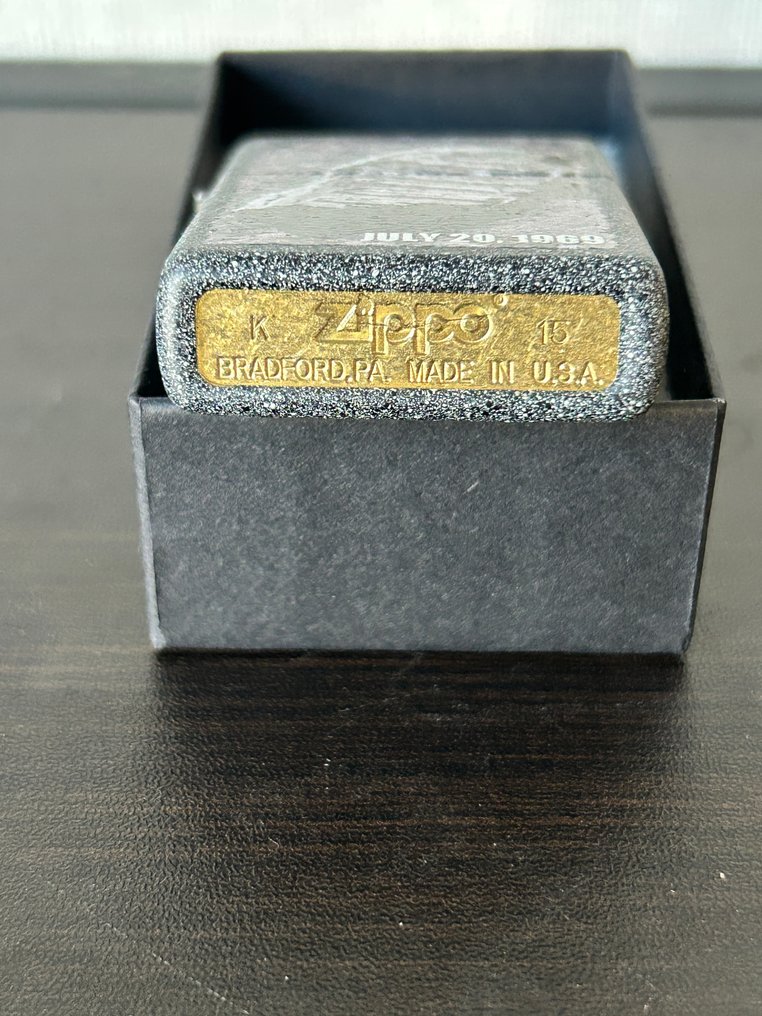 JULY 20, 1969
K Zippo 15
BRADFORD.PA. MADE IN U.S.A.